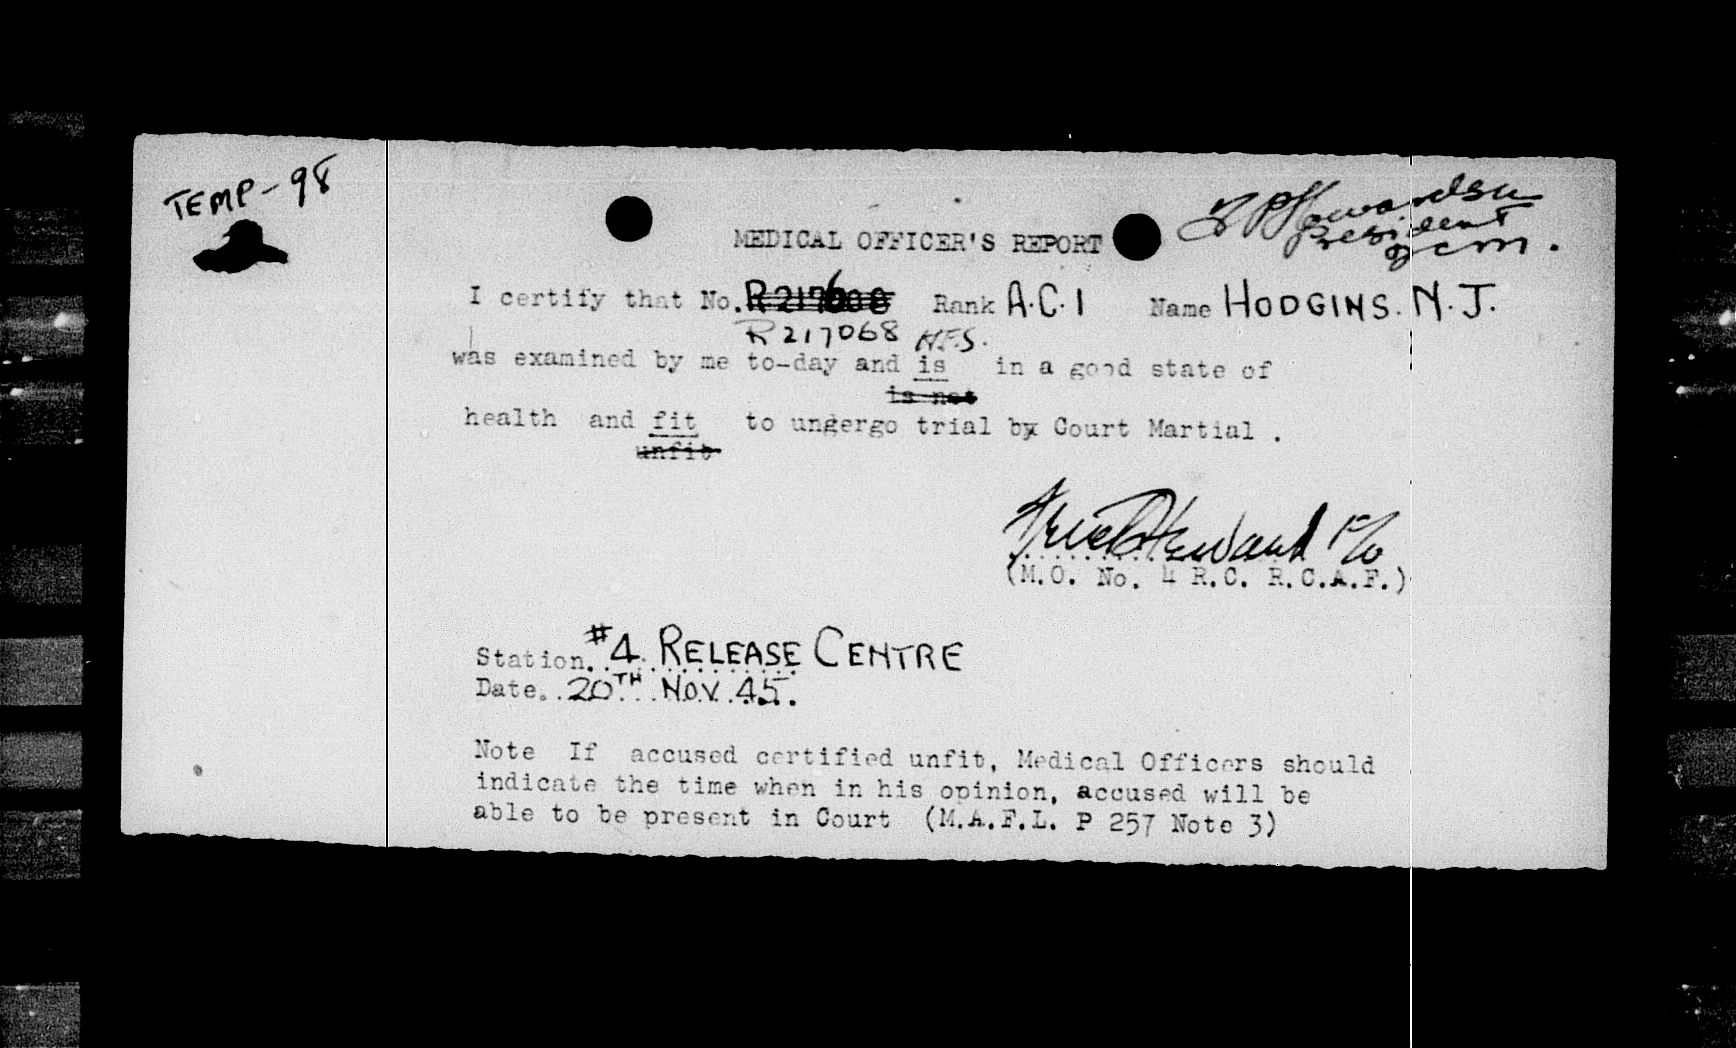 TEMP-98
President
G C M.
MEDICAL OFFICER'S REPORT
I certify that No. Rank A.C.1 Name HODGINS. N.J.
R217068 H.F.S.
was examined by me to-day and is in a good state of
is not
health and fit to undergo trial by Court Martial .
unfit
F/O
(M.O. No. 4 R.C. R.C.A.F.)
Station. #4 RELEASE CENTRE
Date. 20TH NOV. 45.
Note If accused certified unfit, Medical Officers should
indicate the time when in his opinion, accused will be
able to be present in Court (M.A.F.L. P 257 Note 3)